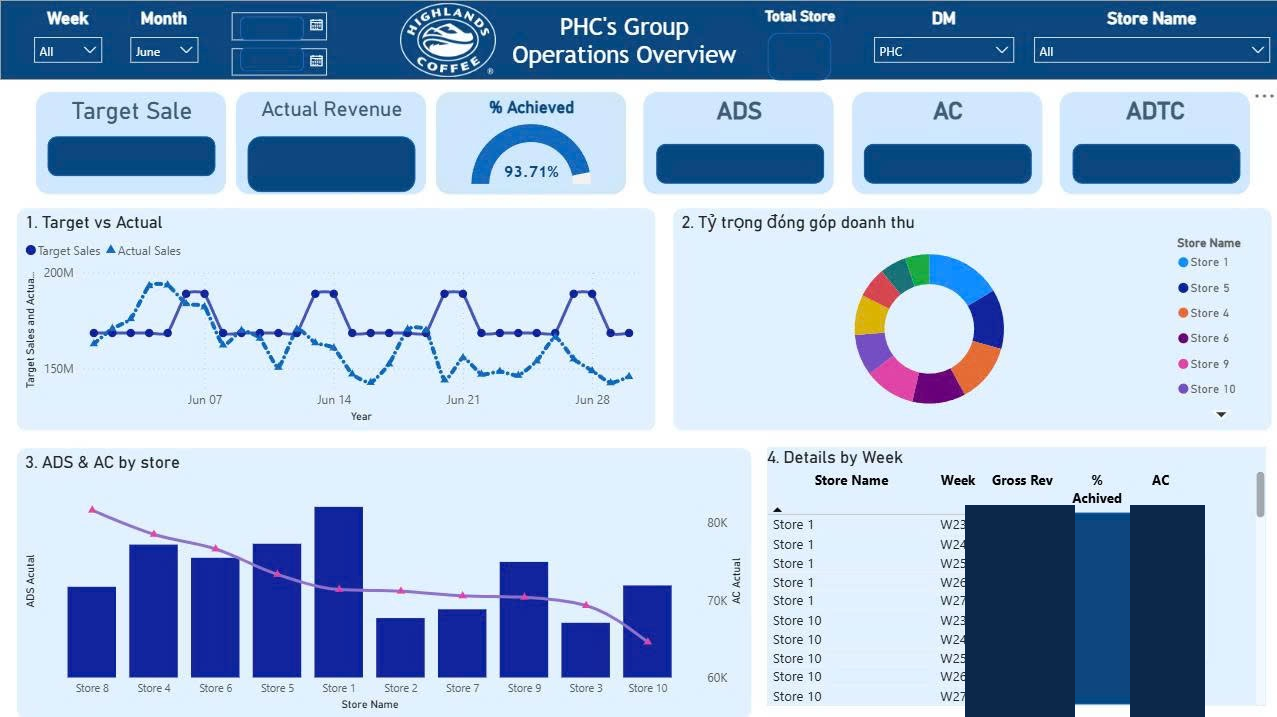 Week
Month
HIGHLANDS
COFFEE
®
PHC's Group
Operations Overview
Total Store
DM
Store Name
All
June
PHC
All
Target Sale
Actual Revenue
% Achieved
93.71%
ADS
AC
ADTC
1. Target vs Actual
Target Sales
Actual Sales
Target Sales and Actua...
200M
150M
Jun 07
Jun 14
Jun 21
Jun 28
Year
2. Tỷ trọng đóng góp doanh thu
Store Name
Store 1
Store 5
Store 4
Store 6
Store 9
Store 10
3. ADS & AC by store
ADS Acutal
80K
70K
60K
AC Actual
Store 8
Store 4
Store 6
Store 5
Store 1
Store 2
Store 7
Store 9
Store 3
Store 10
Store Name
4. Details by Week
Store Name Week Gross Rev % Achived AC
Store 1 W23
Store 1 W24
Store 1 W25
Store 1 W26
Store 1 W27
Store 10 W23
Store 10 W24
Store 10 W25
Store 10 W26
Store 10 W27